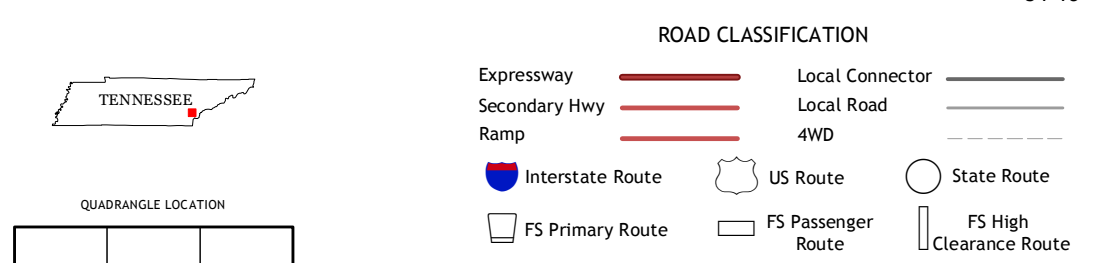 ROAD CLASSIFICATION
Expressway
Local Connector
Secondary Hwy
Local Road
Ramp
4WD
Interstate Route
US Route
State Route
FS Primary Route
FS Passenger
Route
FS High
Clearance Route
TENNESSEE
QUADRANGLE LOCATION